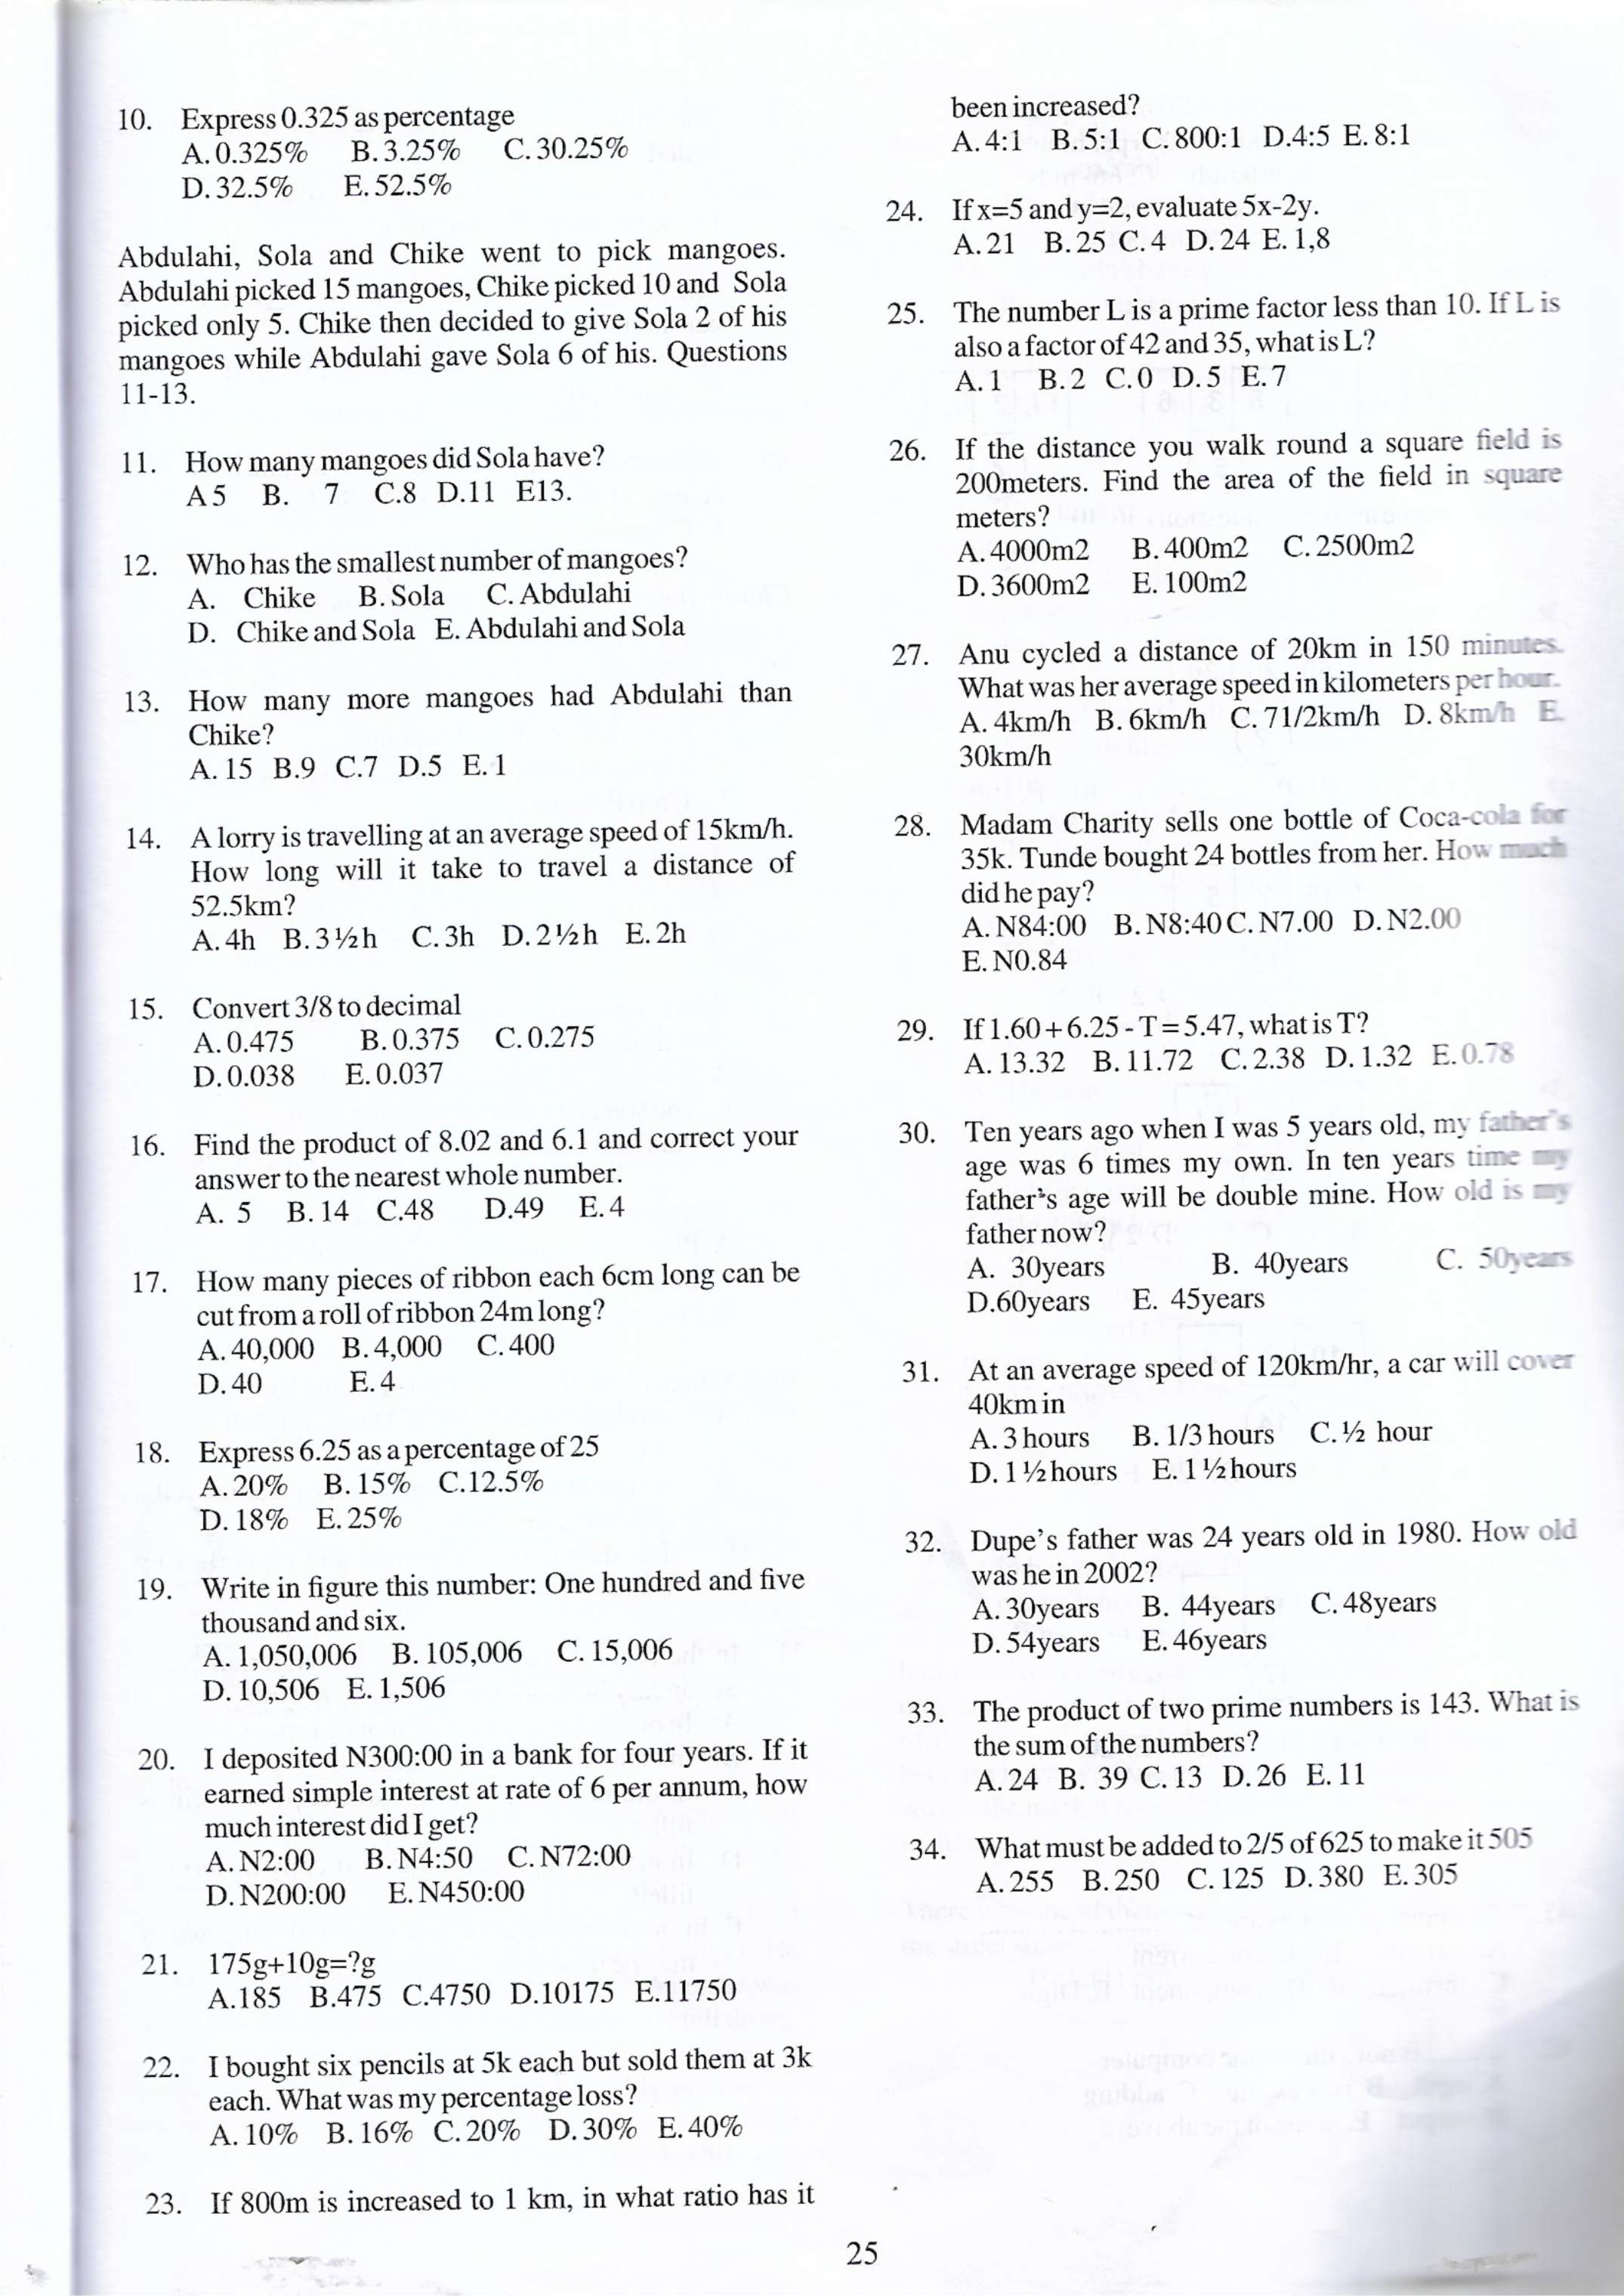 10. Express 0.325 as percentage
A. 0.325% B. 3.25% C. 30.25%
D. 32.5% E. 52.5%
Abdulahi, Sola and Chike went to pick mangoes.
Abdulahi picked 15 mangoes, Chike picked 10 and Sola
picked only 5. Chike then decided to give Sola 2 of his
mangoes while Abdulahi gave Sola 6 of his. Questions
11-13.
11. How many mangoes did Sola have?
A 5 B. 7 C.8 D.11 E13.
12. Who has the smallest number of mangoes?
A. Chike B. Sola C. Abdulahi
D. Chike and Sola E. Abdulahi and Sola
13. How many more mangoes had Abdulahi than
Chike?
A. 15 B.9 C.7 D.5 E. 1
14. A lorry is travelling at an average speed of 15km/h.
How long will it take to travel a distance of
52.5km?
A. 4h B. 3 ½ h C. 3h D. 2 ½ h E. 2h
15. Convert 3/8 to decimal
A. 0.475 B. 0.375 C. 0.275
D. 0.038 E. 0.037
16. Find the product of 8.02 and 6.1 and correct your
answer to the nearest whole number.
A. 5 B. 14 C.48 D.49 E. 4
17. How many pieces of ribbon each 6cm long can be
cut from a roll of ribbon 24m long?
A. 40,000 B. 4,000 C. 400
D. 40 E. 4
18. Express 6.25 as a percentage of 25
A. 20% B. 15% C.12.5%
D. 18% E. 25%
19. Write in figure this number: One hundred and five
thousand and six.
A. 1,050,006 B. 105,006 C. 15,006
D. 10,506 E. 1,506
20. I deposited N300:00 in a bank for four years. If it
earned simple interest at rate of 6 per annum, how
much interest did I get?
A. N2:00 B. N4:50 C. N72:00
D. N200:00 E. N450:00
21. 175g+10g=?g
A.185 B.475 C.4750 D.10175 E.11750
22. I bought six pencils at 5k each but sold them at 3k
each. What was my percentage loss?
A. 10% B. 16% C. 20% D. 30% E. 40%
23. If 800m is increased to 1 km, in what ratio has it
been increased?
A. 4:1 B. 5:1 C. 800:1 D.4:5 E. 8:1
24. If x=5 and y=2, evaluate 5x-2y.
A. 21 B. 25 C. 4 D. 24 E. 1,8
25. The number L is a prime factor less than 10. If L is
also a factor of 42 and 35, what is L?
A. 1 B. 2 C. 0 D. 5 E. 7
26. If the distance you walk round a square field is
200meters. Find the area of the field in square
meters?
A. 4000m2 B. 400m2 C. 2500m2
D. 3600m2 E. 100m2
27. Anu cycled a distance of 20km in 150 minutes.
What was her average speed in kilometers per hour.
A. 4km/h B. 6km/h C. 71/2km/h D. 8km/h E.
30km/h
28. Madam Charity sells one bottle of Coca-cola for
35k. Tunde bought 24 bottles from her. How much
did he pay?
A. N84:00 B. N8:40 C. N7.00 D. N2.00
E. N0.84
29. If 1.60 + 6.25 - T = 5.47, what is T?
A. 13.32 B. 11.72 C. 2.38 D. 1.32 E. 0.78
30. Ten years ago when I was 5 years old, my father's
age was 6 times my own. In ten years time my
father's age will be double mine. How old is my
father now?
A. 30years B. 40years C. 50years
D.60years E. 45years
31. At an average speed of 120km/hr, a car will cover
40km in
A. 3 hours B. 1/3 hours C. ½ hour
D. 1 ½ hours E. 1 ½ hours
32. Dupe's father was 24 years old in 1980. How old
was he in 2002?
A. 30years B. 44years C. 48years
D. 54years E. 46years
33. The product of two prime numbers is 143. What is
the sum of the numbers?
A. 24 B. 39 C. 13 D. 26 E. 11
34. What must be added to 2/5 of 625 to make it 505
A. 255 B. 250 C. 125 D. 380 E. 305
25